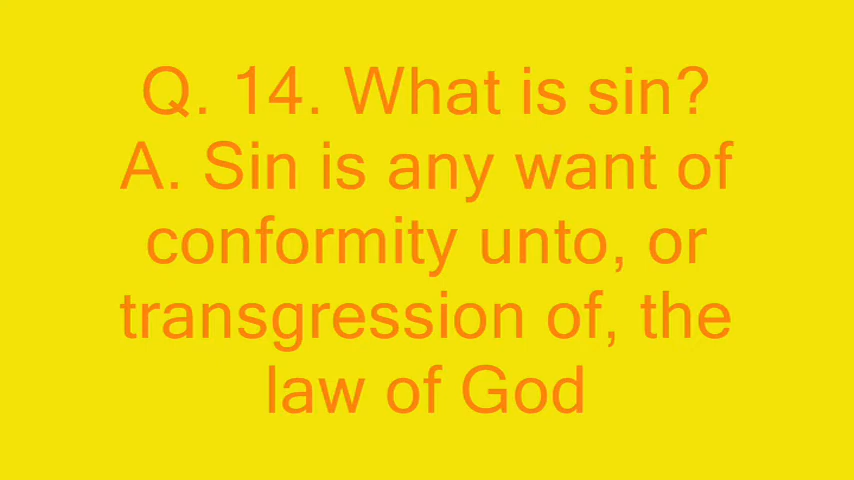 Q. 14. What is sin?
A. Sin is any want of
conformity unto, or
transgression of, the
law of God